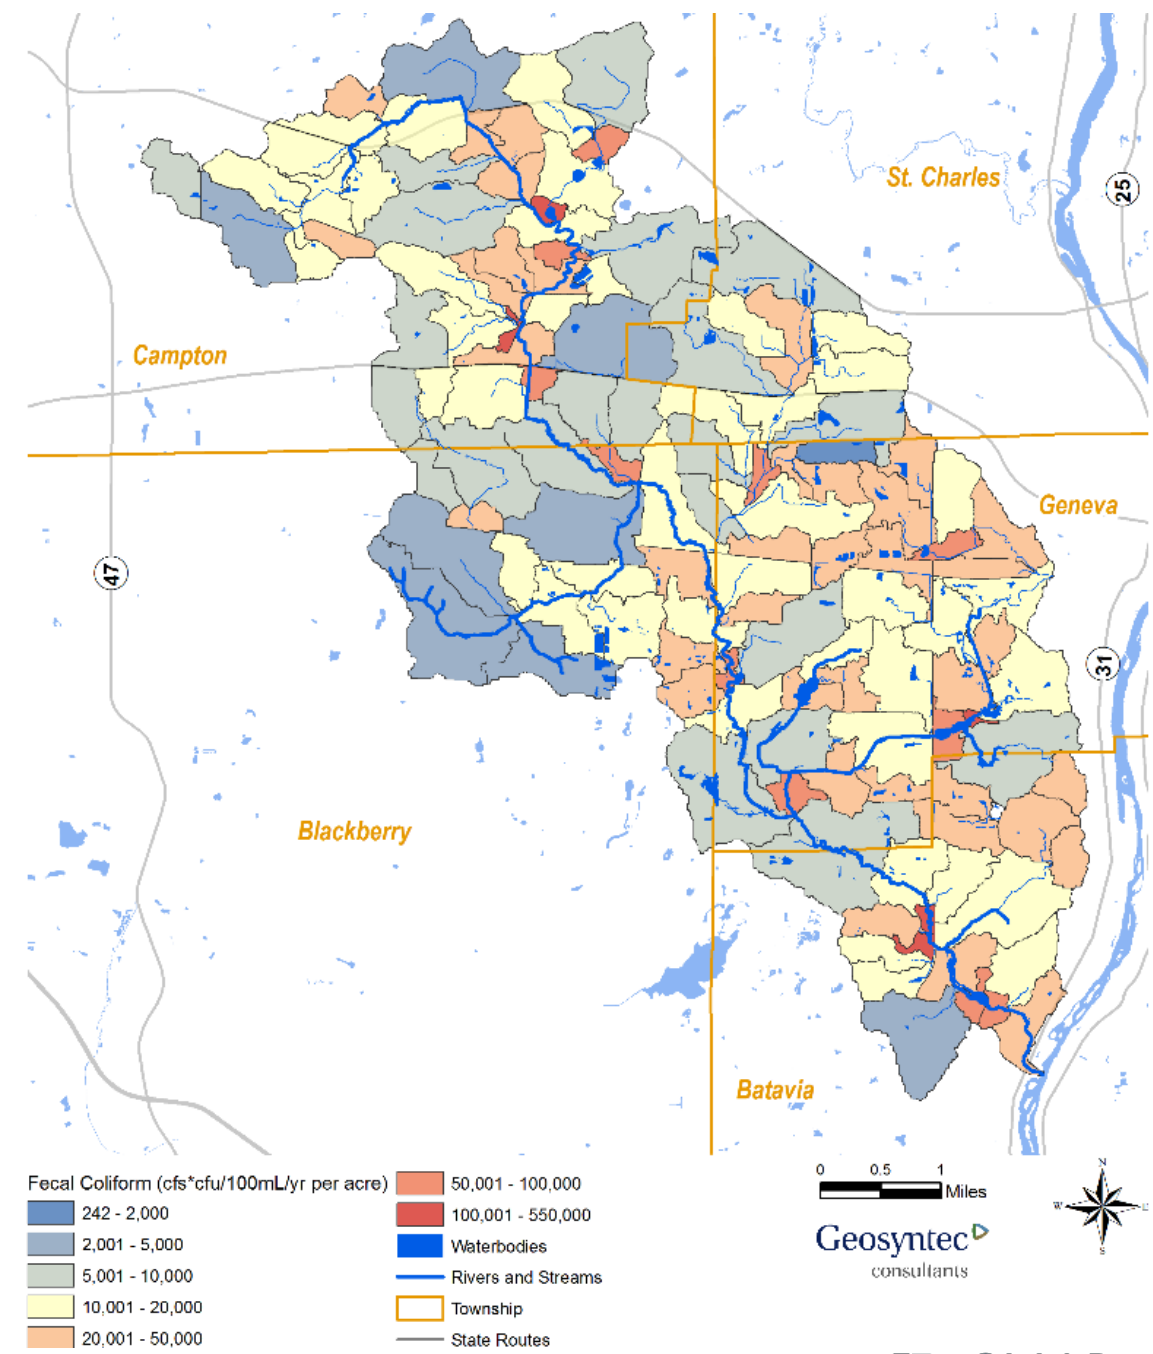 St. Charles
25
Campton
Geneva
47
31
Blackberry
Batavia
Fecal Coliform (cfs*cfu/100mL/yr per acre)
242 - 2,000
2,001 - 5,000
5,001 - 10,000
10,001 - 20,000
20,001 - 50,000
50,001 - 100,000
100,001 - 550,000
Waterbodies
Rivers and Streams
Township
State Routes
0 0.5 1
Miles
N
W
S
Geosyntec
consultants